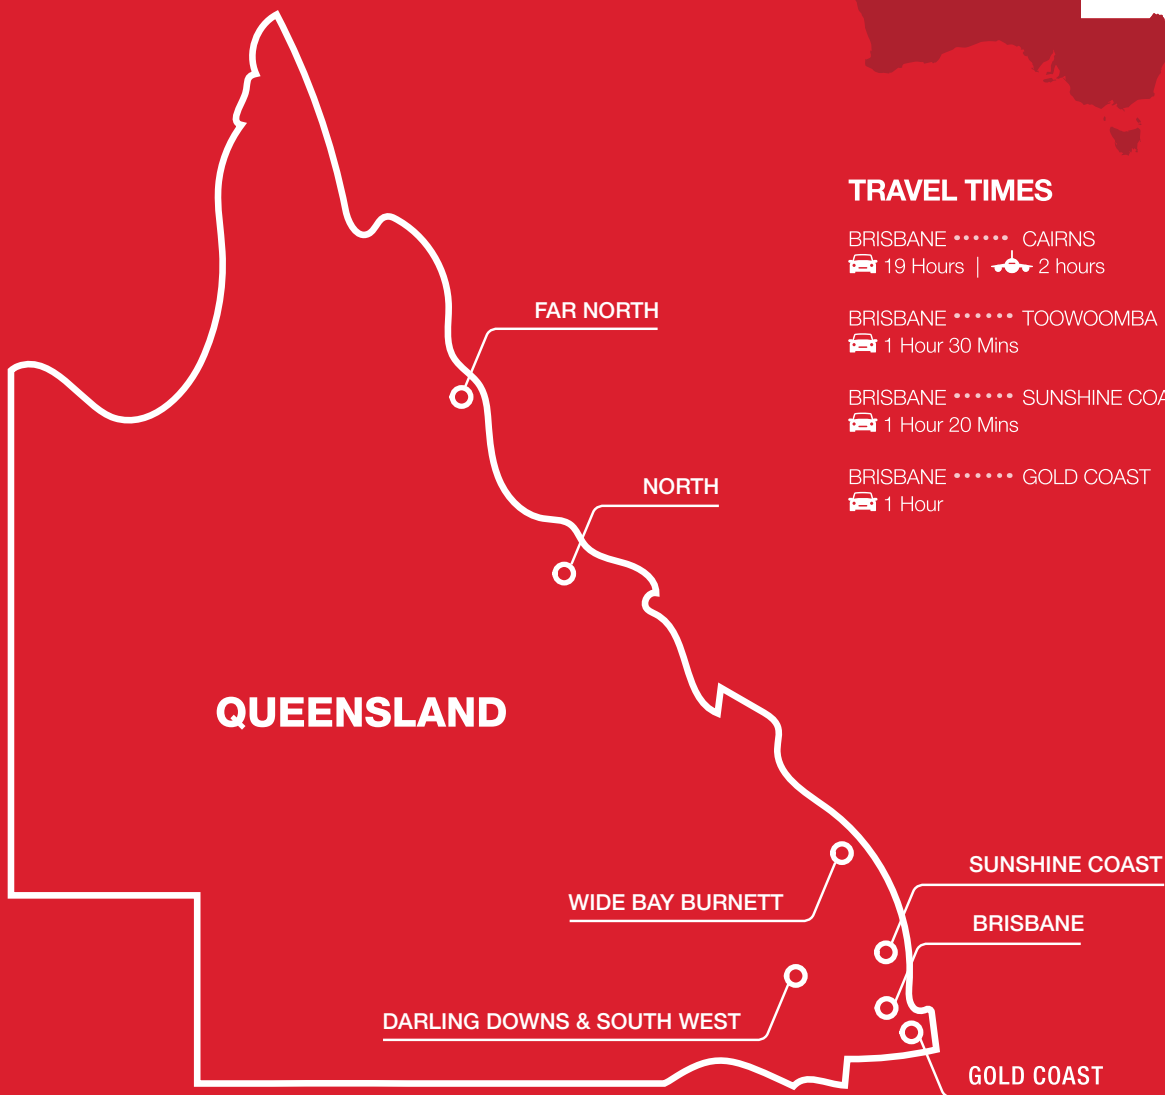 TRAVEL TIMES
BRISBANE •••••• CAIRNS
19 Hours | 2 hours
BRISBANE •••••• TOOWOOMBA
1 Hour 30 Mins
BRISBANE •••••• SUNSHINE COA
1 Hour 20 Mins
BRISBANE •••••• GOLD COAST
1 Hour
FAR NORTH
NORTH
QUEENSLAND
SUNSHINE COAST
WIDE BAY BURNETT
BRISBANE
DARLING DOWNS & SOUTH WEST
GOLD COAST